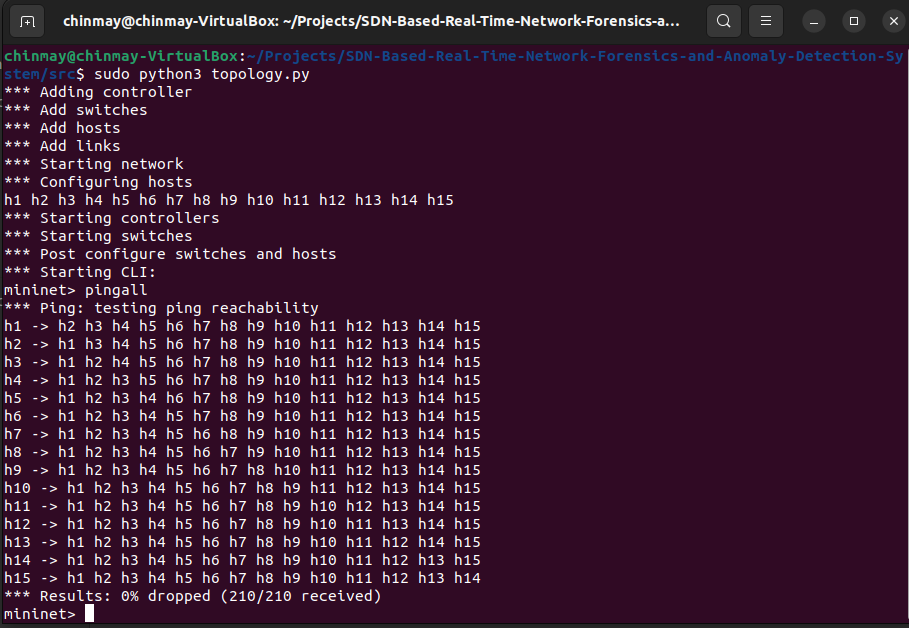 chinmay@chinmay-VirtualBox: ~/Projects/SDN-Based-Real-Time-Network-Forensics-a...
chinmay@chinmay-VirtualBox:~/Projects/SDN-Based-Real-Time-Network-Forensics-and-Anomaly-Detection-Sy
stem/src$ sudo python3 topology.py
*** Adding controller
*** Add switches
*** Add hosts
*** Add links
*** Starting network
*** Configuring hosts
h1 h2 h3 h4 h5 h6 h7 h8 h9 h10 h11 h12 h13 h14 h15
*** Starting controllers
*** Starting switches
*** Post configure switches and hosts
*** Starting CLI:
mininet> pingall
*** Ping: testing ping reachability
h1 -> h2 h3 h4 h5 h6 h7 h8 h9 h10 h11 h12 h13 h14 h15
h2 -> h1 h3 h4 h5 h6 h7 h8 h9 h10 h11 h12 h13 h14 h15
h3 -> h1 h2 h4 h5 h6 h7 h8 h9 h10 h11 h12 h13 h14 h15
h4 -> h1 h2 h3 h5 h6 h7 h8 h9 h10 h11 h12 h13 h14 h15
h5 -> h1 h2 h3 h4 h6 h7 h8 h9 h10 h11 h12 h13 h14 h15
h6 -> h1 h2 h3 h4 h5 h7 h8 h9 h10 h11 h12 h13 h14 h15
h7 -> h1 h2 h3 h4 h5 h6 h8 h9 h10 h11 h12 h13 h14 h15
h8 -> h1 h2 h3 h4 h5 h6 h7 h9 h10 h11 h12 h13 h14 h15
h9 -> h1 h2 h3 h4 h5 h6 h7 h8 h10 h11 h12 h13 h14 h15
h10 -> h1 h2 h3 h4 h5 h6 h7 h8 h9 h11 h12 h13 h14 h15
h11 -> h1 h2 h3 h4 h5 h6 h7 h8 h9 h10 h12 h13 h14 h15
h12 -> h1 h2 h3 h4 h5 h6 h7 h8 h9 h10 h11 h13 h14 h15
h13 -> h1 h2 h3 h4 h5 h6 h7 h8 h9 h10 h11 h12 h14 h15
h14 -> h1 h2 h3 h4 h5 h6 h7 h8 h9 h10 h11 h12 h13 h15
h15 -> h1 h2 h3 h4 h5 h6 h7 h8 h9 h10 h11 h12 h13 h14
*** Results: 0% dropped (210/210 received)
mininet>